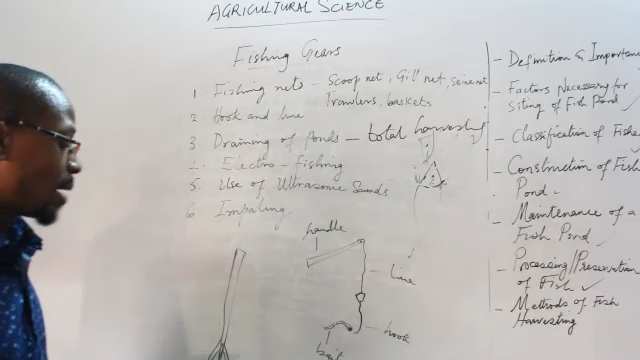 AGRICULTURAL SCIENCE
Fishing Gears
1. Fishing nets - Scoop net, Gill net, seine net
Trawlers, baskets
2. Hook and line
3. Draining of Ponds - total harvesting
4. Electro-fishing
5. Use of Ultrasonic Sounds
6. Impaling
handle
line
hook
bait
- Definition & Importance
- Factors Necessary for
Siting of Fish Pond ✓
- Classification of Fishes
- Construction of Fish
- Pond
- Maintenance of a
Fish Pond
- Processing/Preservation
of Fish ✓
- Methods of Fish
Harvesting